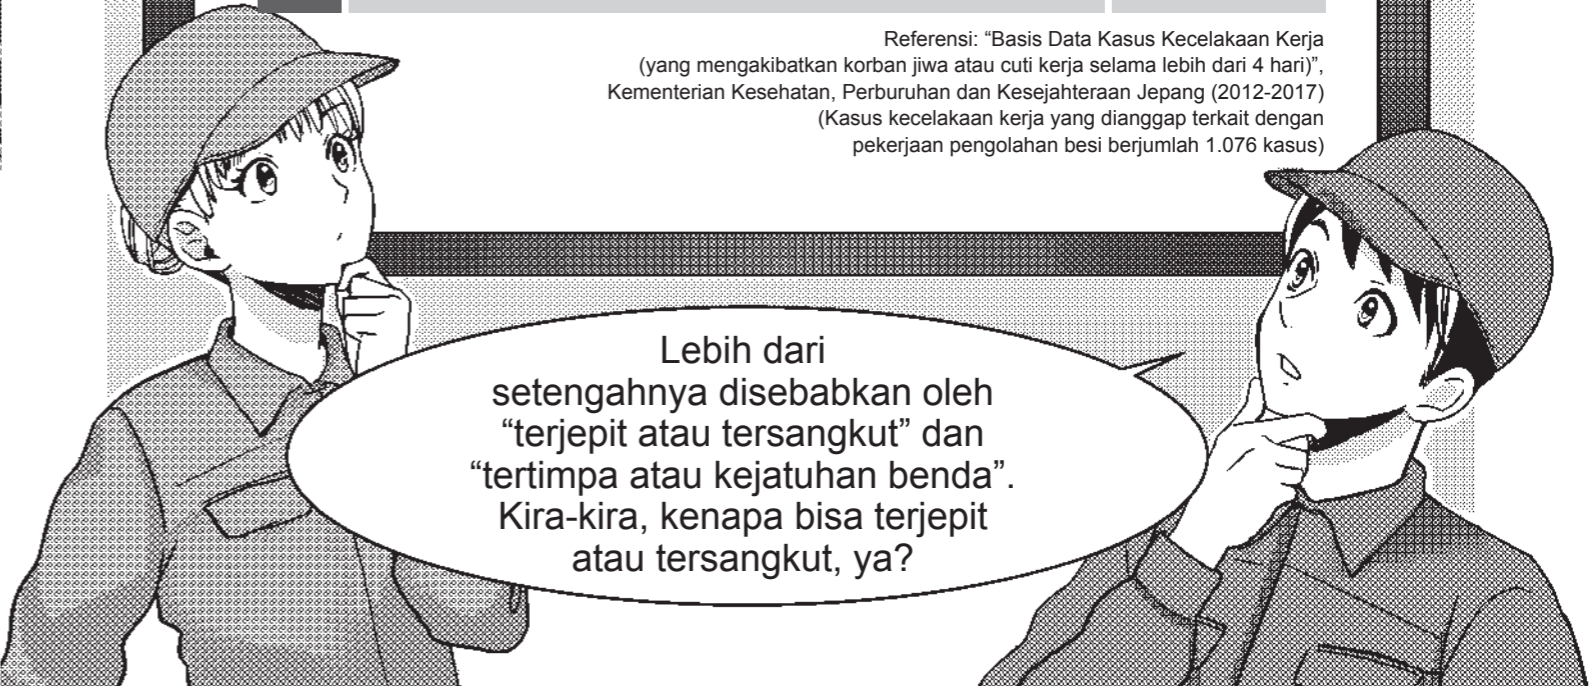 Referensi: “Basis Data Kasus Kecelakaan Kerja
(yang mengakibatkan korban jiwa atau cuti kerja selama lebih dari 4 hari)”,
Kementerian Kesehatan, Perburuhan dan Kesejahteraan Jepang (2012-2017)
(Kasus kecelakaan kerja yang dianggap terkait dengan
pekerjaan pengolahan besi berjumlah 1.076 kasus)
Lebih dari
setengahnya disebabkan oleh
“terjepit atau tersangkut” dan
“tertimpa atau kejatuhan benda”.
Kira-kira, kenapa bisa terjepit
atau tersangkut, ya?